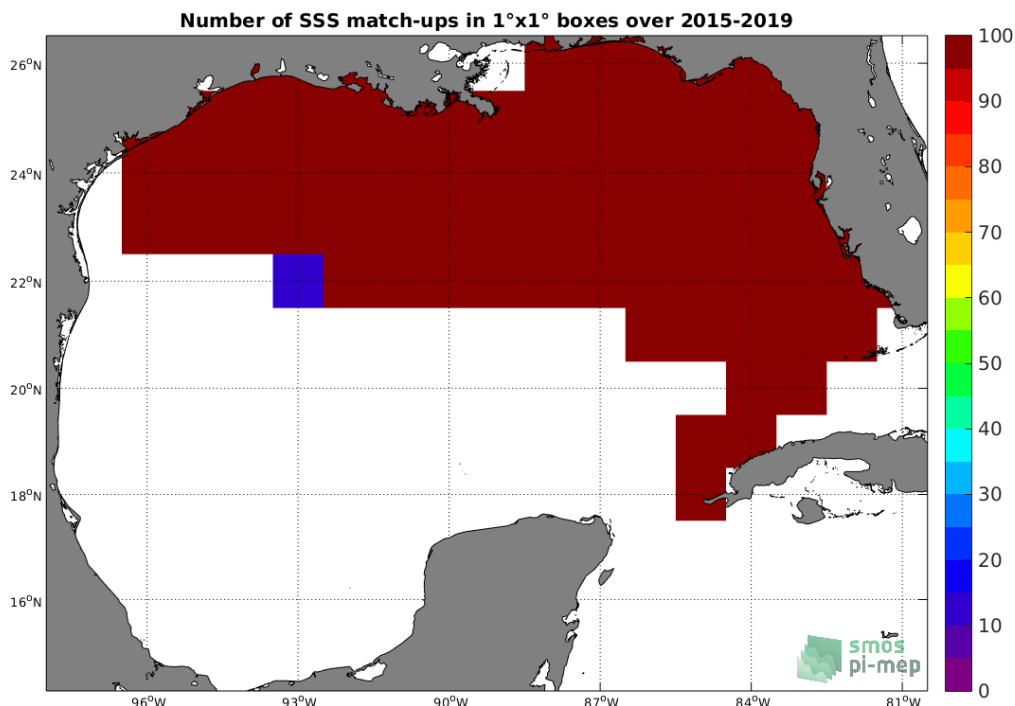 Number of SSS match-ups in 1°x1° boxes over 2015-2019
26°N
24°N
22°N
20°N
18°N
16°N
96°W
93°W
90°W
87°W
84°W
81°W
100
90
80
70
60
50
40
30
20
10
0
smos
pi-mep